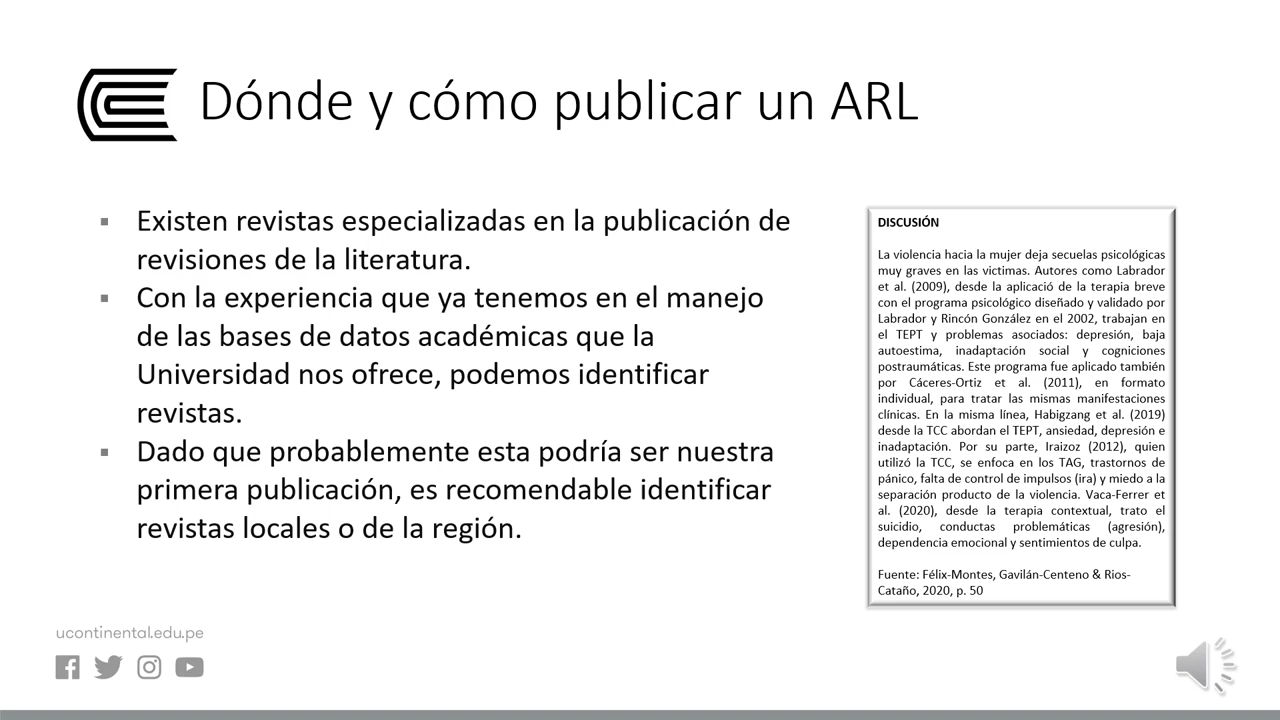 Dónde y cómo publicar un ARL
▪ Existen revistas especializadas en la publicación de
revisiones de la literatura.
▪ Con la experiencia que ya tenemos en el manejo
de las bases de datos académicas que la
Universidad nos ofrece, podemos identificar
revistas.
▪ Dado que probablemente esta podría ser nuestra
primera publicación, es recomendable identificar
revistas locales o de la región.
DISCUSIÓN
La violencia hacia la mujer deja secuelas psicológicas
muy graves en las victimas. Autores como Labrador
et al. (2009), desde la aplicació de la terapia breve
con el programa psicológico diseñado y validado por
Labrador y Rincón González en el 2002, trabajan en
el TEPT y problemas asociados: depresión, baja
autoestima, inadaptación social y cogniciones
postraumáticas. Este programa fue aplicado también
por Cáceres-Ortiz et al. (2011), en formato
individual, para tratar las mismas manifestaciones
clínicas. En la misma línea, Habigzang et al. (2019)
desde la TCC abordan el TEPT, ansiedad, depresión e
inadaptación. Por su parte, Iraizoz (2012), quien
utilizó la TCC, se enfoca en los TAG, trastornos de
pánico, falta de control de impulsos (ira) y miedo a la
separación producto de la violencia. Vaca-Ferrer et
al. (2020), desde la terapia contextual, trato el
suicidio, conductas problemáticas (agresión),
dependencia emocional y sentimientos de culpa.
Fuente: Félix-Montes, Gavilán-Centeno & Rios-
Cataño, 2020, p. 50
ucontinental.edu.pe